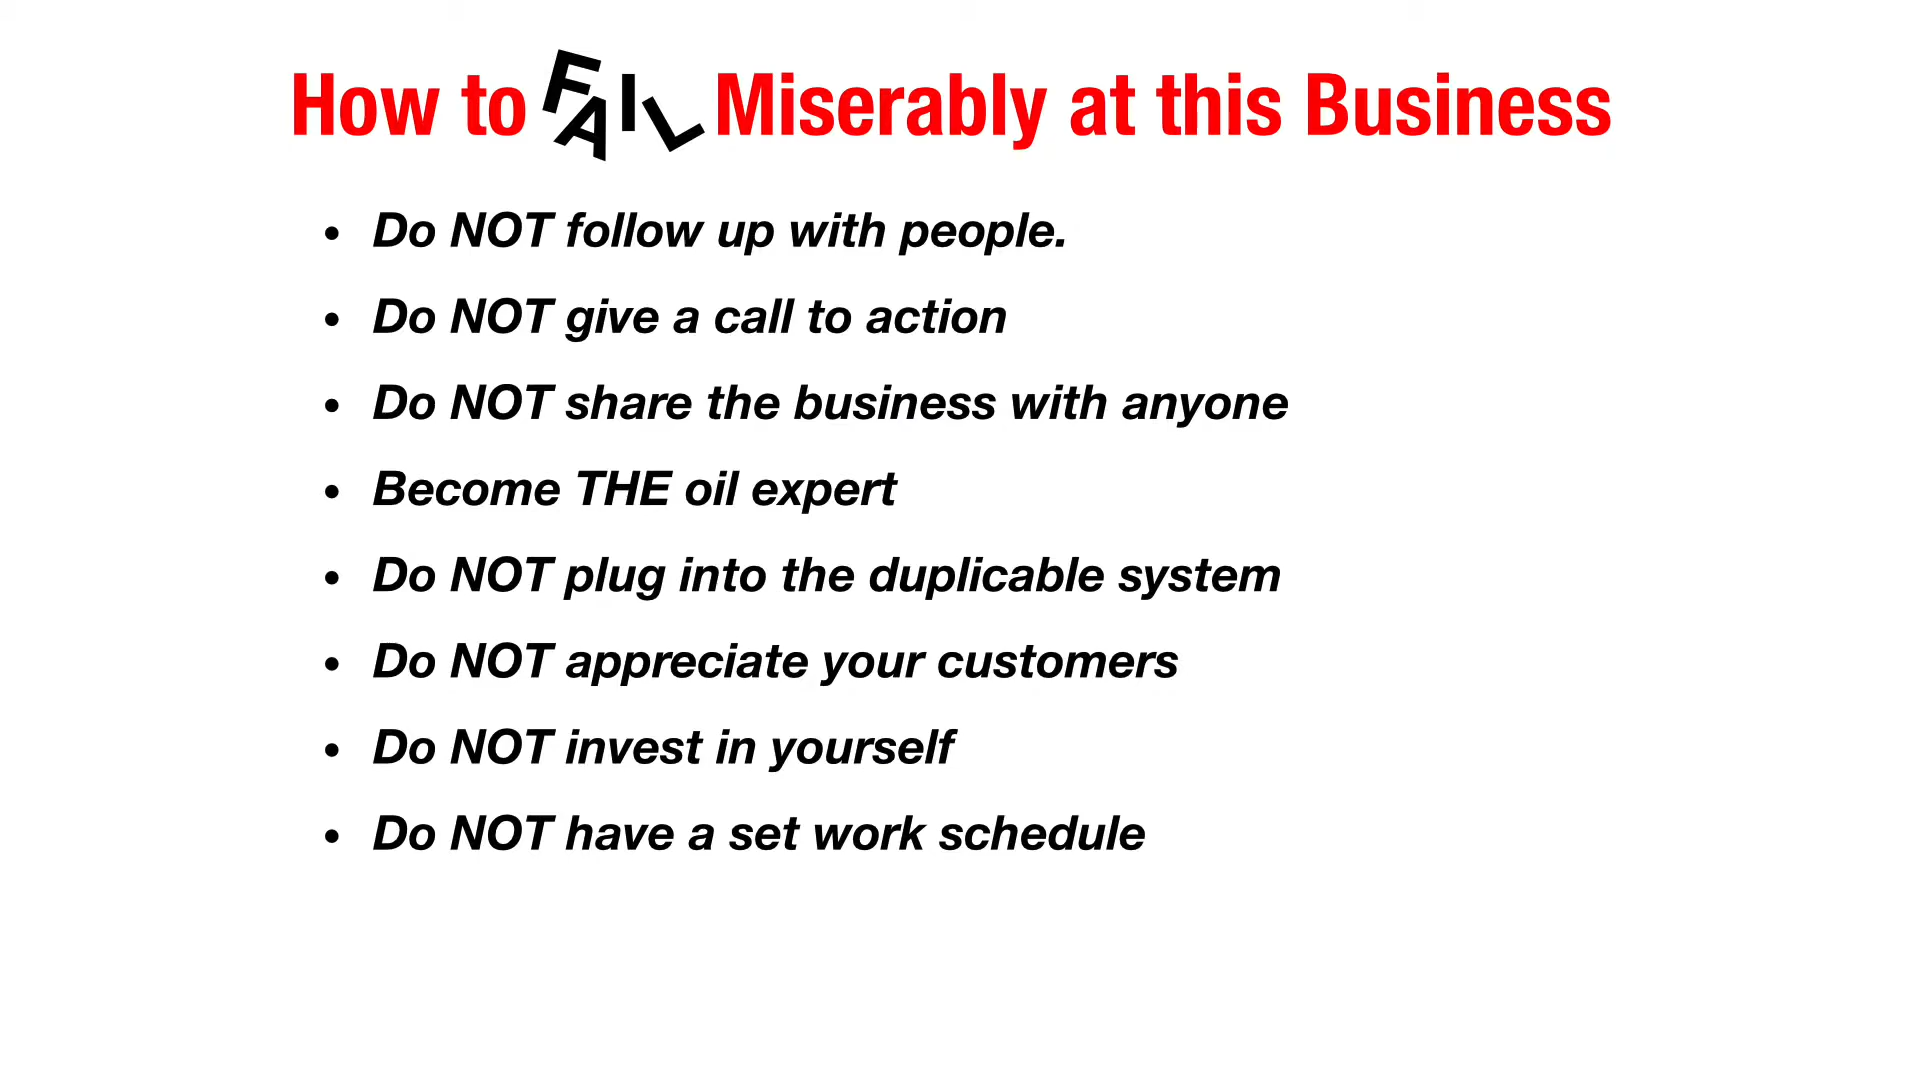 How to FAIL Miserably at this Business
• Do NOT follow up with people.
• Do NOT give a call to action
• Do NOT share the business with anyone
• Become THE oil expert
• Do NOT plug into the duplicable system
• Do NOT appreciate your customers
• Do NOT invest in yourself
• Do NOT have a set work schedule